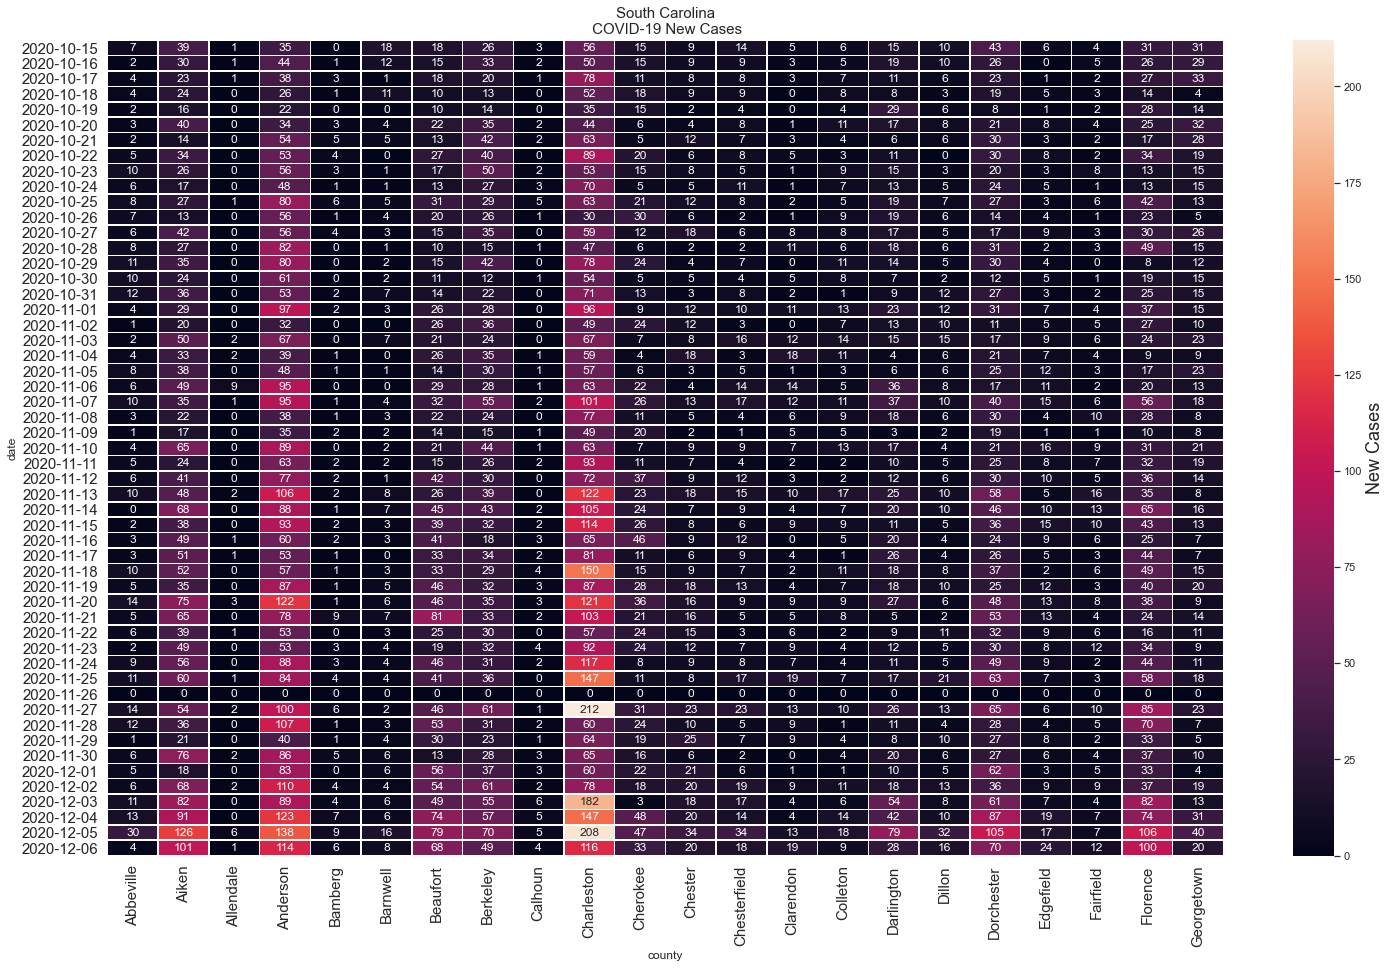 South Carolina
COVID-19 New Cases
2020-10-15 7 39 1 35 0 18 18 26 3 56 15 9 14 5 6 15 10 43 6 4 31 31
2020-10-16 2 30 1 44 1 12 15 33 2 50 15 9 9 3 5 19 10 26 0 5 26 29
2020-10-17 4 23 1 38 3 1 18 20 1 78 11 8 8 3 7 11 6 23 1 2 27 33
2020-10-18 4 24 0 26 1 11 10 13 0 52 18 9 9 0 8 8 3 19 5 3 14 4
2020-10-19 2 16 0 22 0 0 10 14 0 35 15 2 4 0 4 29 6 8 1 2 28 14
2020-10-20 3 40 0 34 3 4 22 35 2 44 6 4 8 1 11 17 8 21 8 4 25 32
2020-10-21 2 14 0 54 5 5 13 42 2 63 5 12 7 3 4 6 6 30 3 2 17 28
2020-10-22 5 34 0 53 4 0 27 40 0 89 20 6 8 5 3 11 0 30 8 2 34 19
2020-10-23 10 26 0 56 3 1 17 50 2 53 15 8 5 1 9 15 3 20 3 8 13 15
2020-10-24 6 17 0 48 1 1 13 27 3 70 5 5 11 1 7 13 5 24 5 1 13 15
2020-10-25 8 27 1 80 6 5 31 29 5 63 21 12 8 2 5 19 7 27 3 6 42 13
2020-10-26 7 13 0 56 1 4 20 26 1 30 30 6 2 1 9 19 6 14 4 1 23 5
2020-10-27 6 42 0 56 4 3 15 35 0 59 12 18 6 8 8 17 5 17 9 3 30 26
2020-10-28 8 27 0 82 0 1 10 15 1 47 6 2 2 11 6 18 6 31 2 3 49 15
2020-10-29 11 35 0 80 0 2 15 42 0 78 24 4 7 0 11 14 5 30 4 0 8 12
2020-10-30 10 24 0 61 0 2 11 12 1 54 5 5 4 5 8 7 2 12 5 1 19 15
2020-10-31 12 36 0 53 2 7 14 22 0 71 13 3 8 2 1 9 12 27 3 2 25 15
2020-11-01 4 29 0 97 2 3 26 28 0 96 9 12 10 11 13 23 12 31 7 4 37 15
2020-11-02 1 20 0 32 0 0 26 36 0 49 24 12 3 0 7 13 10 11 5 5 27 10
2020-11-03 2 50 2 67 0 7 21 24 0 67 7 8 16 12 14 15 15 17 9 6 24 23
2020-11-04 4 33 2 39 1 0 26 35 1 59 4 18 3 18 11 4 6 21 7 4 9 9
2020-11-05 8 38 0 48 1 1 14 30 1 57 6 3 5 1 3 6 6 25 12 3 17 23
2020-11-06 6 49 9 95 0 0 29 28 1 63 22 4 14 14 5 36 8 17 11 2 20 13
2020-11-07 10 35 1 95 1 4 32 55 2 101 26 13 17 12 11 37 10 40 15 6 56 18
2020-11-08 3 22 0 38 1 3 22 24 0 77 11 5 4 6 9 18 6 30 4 10 28 8
2020-11-09 1 17 0 35 2 2 14 15 1 49 20 2 1 5 5 3 2 19 1 1 10 8
2020-11-10 4 65 0 89 0 2 21 44 1 63 7 9 9 7 13 17 4 21 16 9 31 21
2020-11-11 5 24 0 63 2 2 15 26 2 93 11 7 4 2 2 10 5 25 8 7 32 19
2020-11-12 6 41 0 77 2 1 42 30 0 72 37 9 12 3 2 12 6 30 10 5 36 14
2020-11-13 10 48 2 106 2 8 26 39 0 122 23 18 15 10 17 25 10 58 5 16 35 8
2020-11-14 0 68 0 88 1 7 45 43 2 105 24 7 9 4 7 20 10 46 10 13 65 16
2020-11-15 2 38 0 93 2 3 39 32 2 114 26 8 6 9 9 11 5 36 15 10 43 13
2020-11-16 3 49 1 60 2 3 41 18 3 65 46 9 12 0 5 20 4 24 9 6 25 7
2020-11-17 3 51 1 53 1 0 33 34 2 81 11 6 9 4 1 26 4 26 5 3 44 7
2020-11-18 10 52 0 57 1 3 33 29 4 150 15 9 7 2 11 18 8 37 2 6 49 15
2020-11-19 5 35 0 87 1 5 46 32 3 87 28 18 13 4 7 18 10 25 12 3 40 20
2020-11-20 14 75 3 122 1 6 46 35 3 121 36 16 9 9 9 27 6 48 13 8 38 9
2020-11-21 5 65 0 78 9 7 81 33 2 103 21 16 5 5 8 5 2 53 13 4 24 14
2020-11-22 6 39 1 53 0 3 25 30 0 57 24 15 3 6 2 9 11 32 9 6 16 11
2020-11-23 2 49 0 53 3 4 19 32 4 92 24 12 7 9 4 12 5 30 8 12 34 9
2020-11-24 9 56 0 88 3 4 46 31 2 117 8 9 8 7 4 11 5 49 9 2 44 11
2020-11-25 11 60 1 84 4 4 41 36 0 147 11 8 17 19 7 17 21 63 7 3 58 18
2020-11-26 0 0 0 0 0 0 0 0 0 0 0 0 0 0 0 0 0 0 0 0 0 0
2020-11-27 14 54 2 100 6 2 46 61 1 212 31 23 23 13 10 26 13 65 6 10 85 23
2020-11-28 12 36 0 107 1 3 53 31 2 60 24 10 5 9 1 11 4 28 4 5 70 7
2020-11-29 1 21 0 40 1 4 30 23 1 64 19 25 7 9 4 8 10 27 8 2 33 5
2020-11-30 6 76 2 86 5 6 13 28 3 65 16 6 2 0 4 20 6 27 6 4 37 10
2020-12-01 5 18 0 83 0 6 56 37 3 60 22 21 6 1 1 10 5 62 3 5 33 4
2020-12-02 6 68 2 110 4 4 54 61 2 78 18 20 19 9 11 18 13 36 9 9 37 19
2020-12-03 11 82 0 89 4 6 49 55 6 182 3 18 17 4 6 54 8 61 7 4 82 13
2020-12-04 13 91 0 123 7 6 74 57 5 147 48 20 14 4 4 42 10 87 19 7 74 31
2020-12-05 30 126 6 138 9 16 79 70 5 208 47 34 34 13 18 79 32 105 17 7 106 40
2020-12-06 4 101 1 114 6 8 68 49 4 116 33 20 18 19 9 28 16 70 24 12 100 20
date
Abbeville Aiken Allendale Anderson Bamberg Barnwell Beaufort Berkeley Calhoun Charleston Cherokee Chester Chesterfield Clarendon Colleton Darlington Dillon Dorchester Edgefield Fairfield Florence Georgetown
county
200
175
150
125
100
75
50
25
0
New Cases